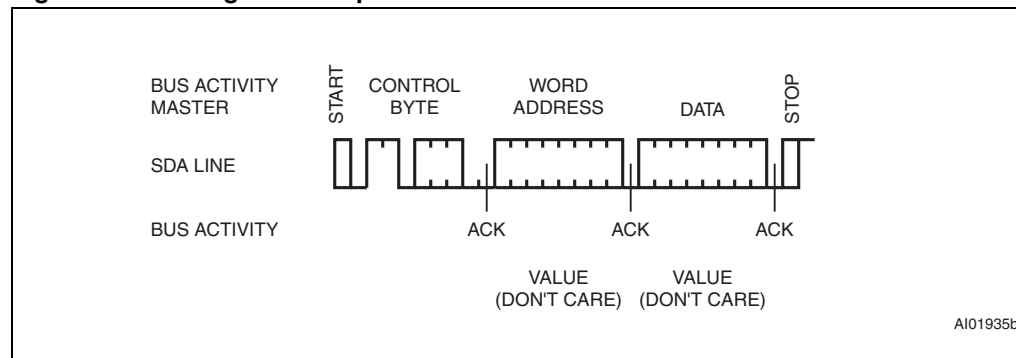 START
CONTROL
BYTE
WORD
ADDRESS
DATA
STOP
BUS ACTIVITY
MASTER
SDA LINE
BUS ACTIVITY
ACK
ACK
ACK
VALUE
(DON'T CARE)
VALUE
(DON'T CARE)
AI01935b